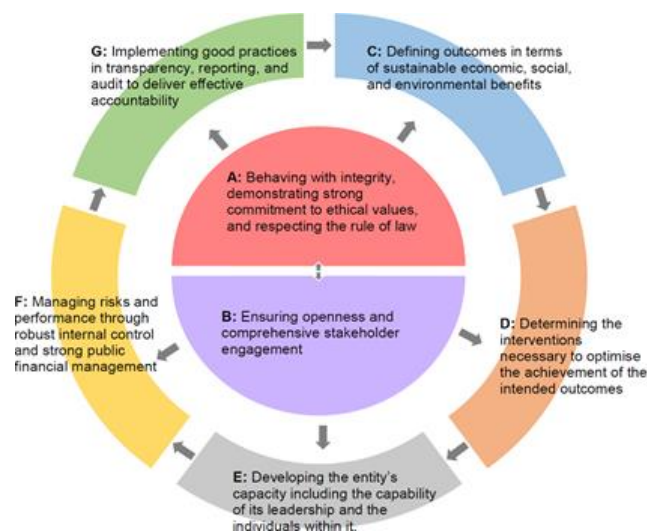 G: Implementing good practices
in transparency, reporting, and
audit to deliver effective
accountability
C: Defining outcomes in terms
of sustainable economic, social,
and environmental benefits
A: Behaving with integrity,
demonstrating strong
commitment to ethical values,
and respecting the rule of law
B: Ensuring openness and
comprehensive stakeholder
engagement
F: Managing risks and
performance through
robust internal control
and strong public
financial management
D: Determining the
interventions
necessary to optimise
the achievement of the
intended outcomes
E: Developing the entity's
capacity including the capability
of its leadership and the
individuals within it.